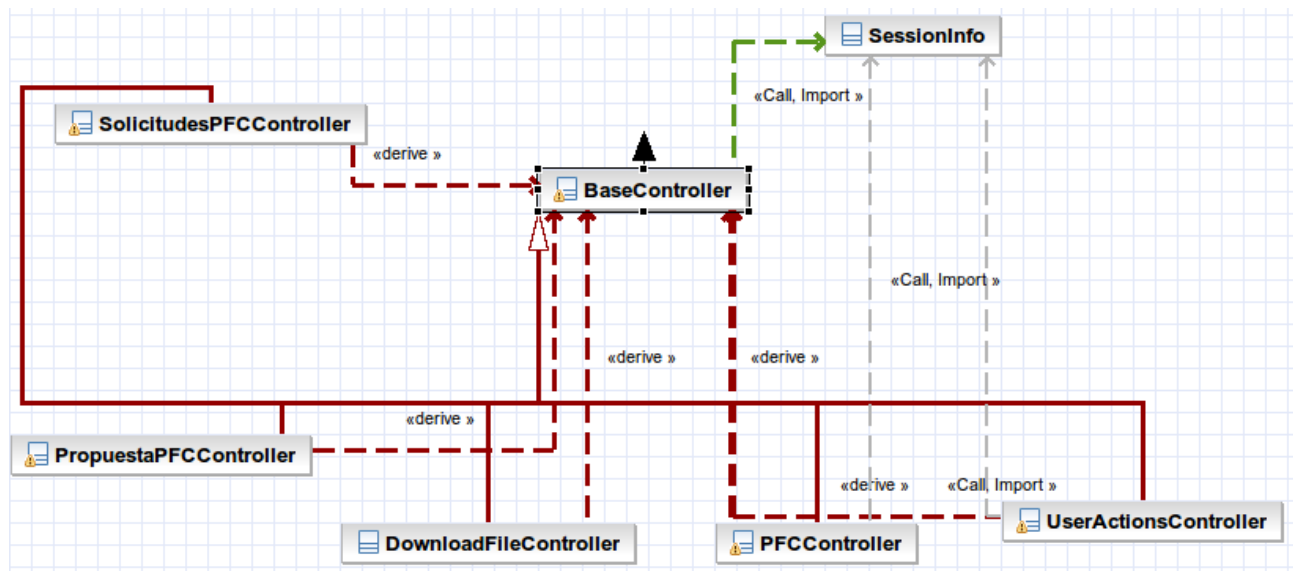 SessionInfo
«Call, Import »
SolicitudesPFCController
«derive »
BaseController
«Call, Import »
«derive »
«derive »
«derive »
PropuestaPFCController
«derive »
«Call, Import »
UserActionsController
DownloadFileController
PFCController